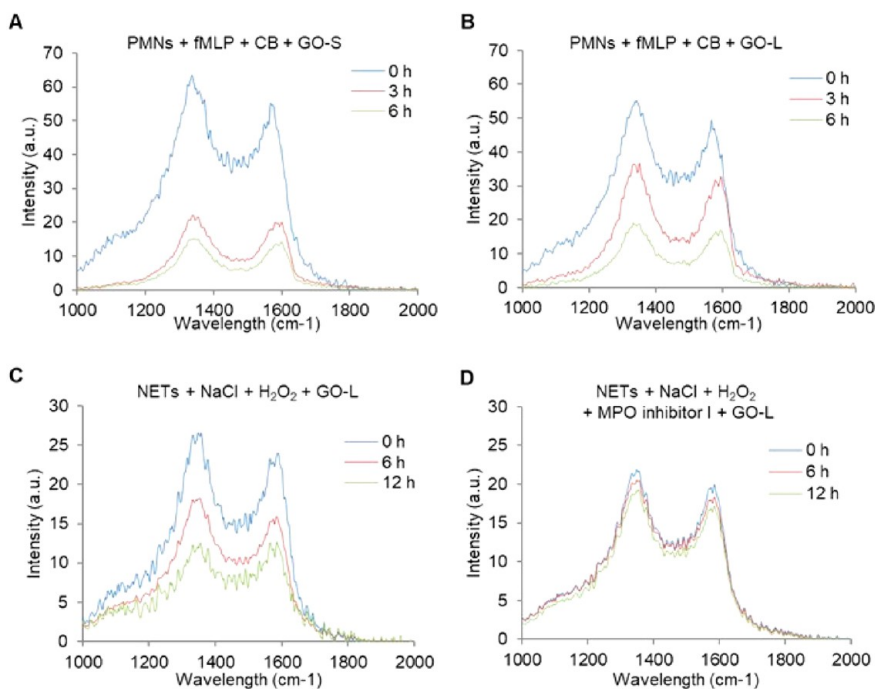 A
PMNs + fMLP + CB + GO-S
70
60
50
40
30
20
10
0
Intensity (a.u.)
0 h
3 h
6 h
1000 1200 1400 1600 1800 2000
Wavelength (cm-1)
B
PMNs + fMLP + CB + GO-L
70
60
50
40
30
20
10
0
Intensity (a.u.)
0 h
3 h
6 h
1000 1200 1400 1600 1800 2000
Wavelength (cm-1)
C
NETs + NaCl + H₂O₂ + GO-L
30
25
20
15
10
5
0
Intensity (a.u.)
0 h
6 h
12 h
1000 1200 1400 1600 1800 2000
Wavelength (cm-1)
D
NETs + NaCl + H₂O₂
+ MPO inhibitor I + GO-L
30
25
20
15
10
5
0
Intensity (a.u.)
0 h
6 h
12 h
1000 1200 1400 1600 1800 2000
Wavelength (cm-1)